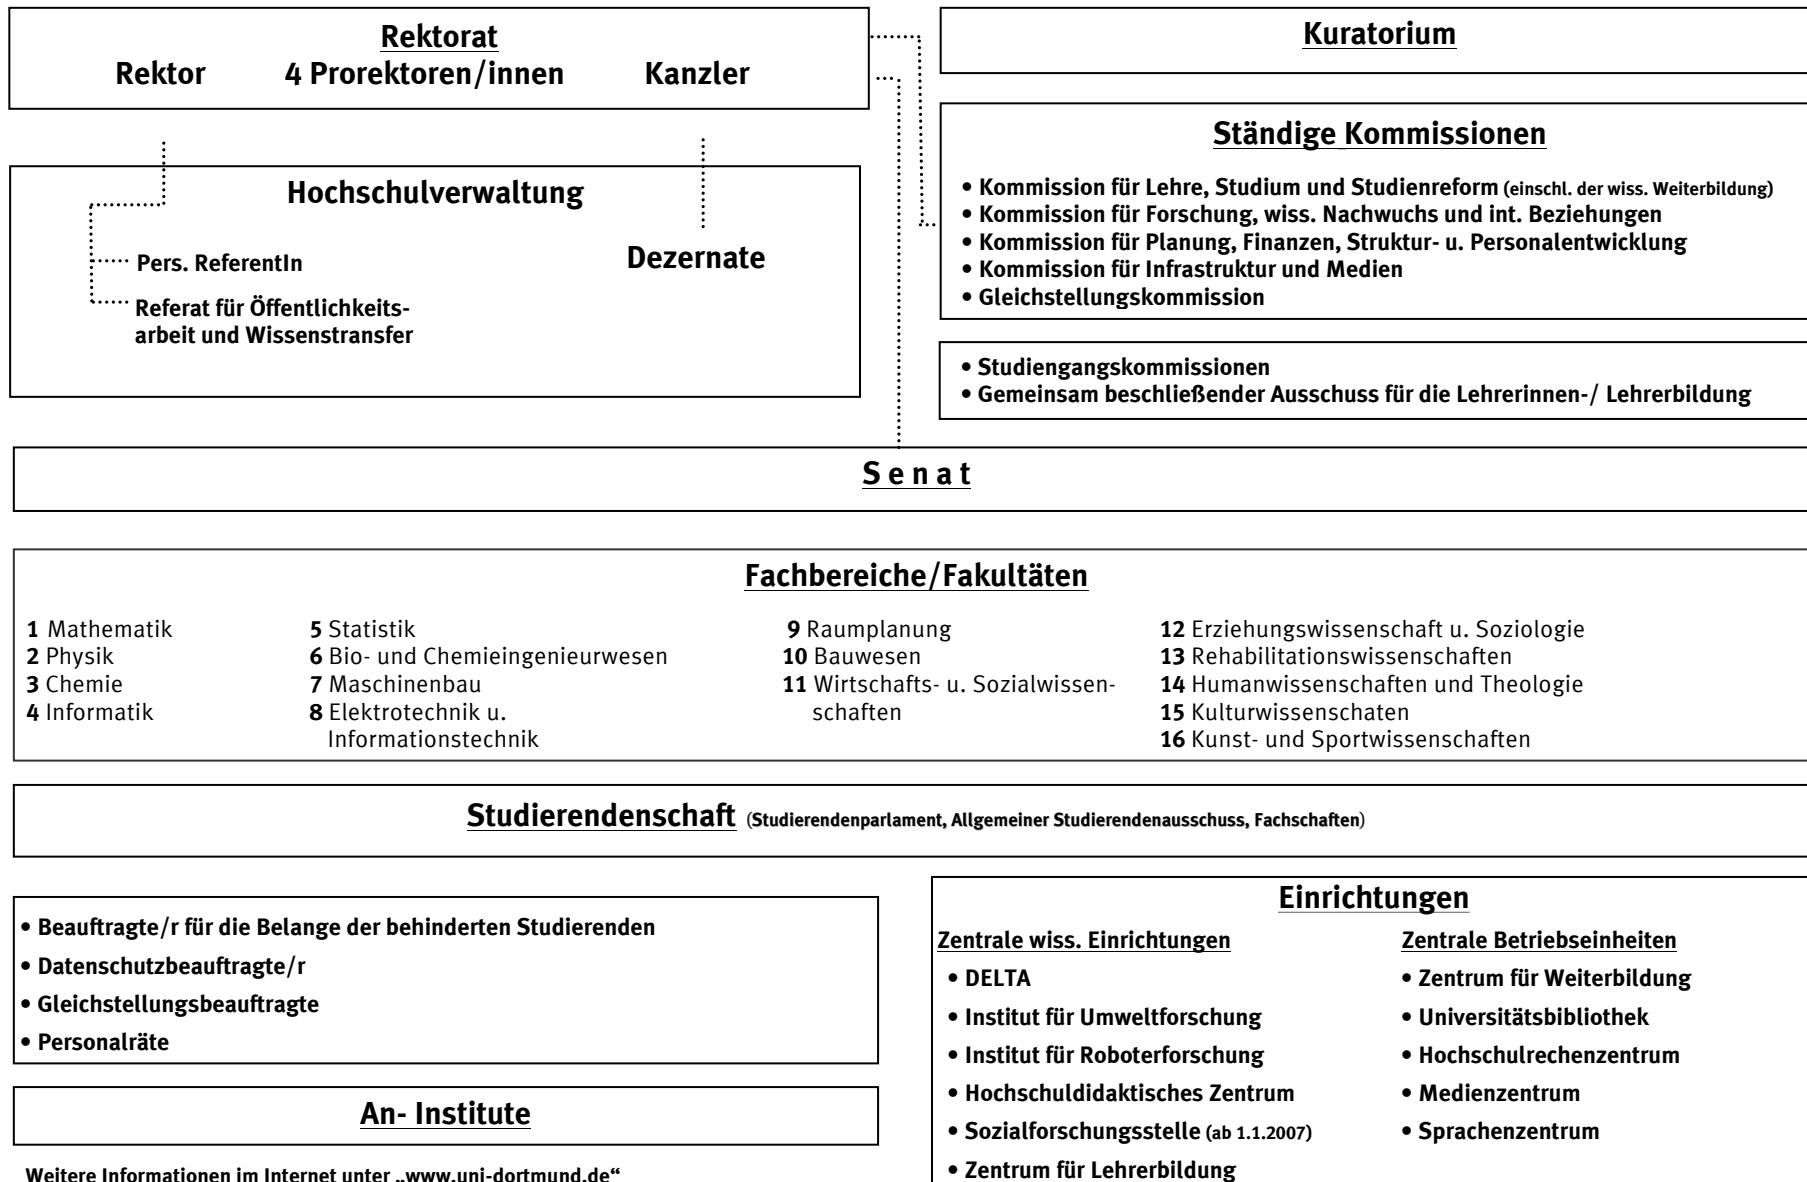 Rektorat
Rektor 4 Prorektoren/innen Kanzler
Kuratorium
Ständige Kommissionen
• Kommission für Lehre, Studium und Studienreform (einschl. der wiss. Weiterbildung)
• Kommission für Forschung, wiss. Nachwuchs und int. Beziehungen
• Kommission für Planung, Finanzen, Struktur- u. Personalentwicklung
• Kommission für Infrastruktur und Medien
• Gleichstellungskommission
Hochschulverwaltung
Pers. ReferentIn
Referat für Öffentlichkeits-
arbeit und Wissenstransfer
Dezernate
• Studiengangskommissionen
• Gemeinsam beschließender Ausschuss für die Lehrerinnen-/ Lehrerbildung
S e n a t
Fachbereiche/Fakultäten
1 Mathematik
2 Physik
3 Chemie
4 Informatik
5 Statistik
6 Bio- und Chemieingenieurwesen
7 Maschinenbau
8 Elektrotechnik u.
Informationstechnik
9 Raumplanung
10 Bauwesen
11 Wirtschafts- u. Sozialwissen-
schaften
12 Erziehungswissenschaft u. Soziologie
13 Rehabilitationswissenschaften
14 Humanwissenschaften und Theologie
15 Kulturwissenschaten
16 Kunst- und Sportwissenschaften
Studierendenschaft (Studierendenparlament, Allgemeiner Studierendenausschuss, Fachschaften)
• Beauftragte/r für die Belange der behinderten Studierenden
• Datenschutzbeauftragte/r
• Gleichstellungsbeauftragte
• Personalräte
An- Institute
Weitere Informationen im Internet unter „www.uni-dortmund.de“
Einrichtungen
Zentrale wiss. Einrichtungen
• DELTA
• Institut für Umweltforschung
• Institut für Roboterforschung
• Hochschuldidaktisches Zentrum
• Sozialforschungsstelle (ab 1.1.2007)
• Zentrum für Lehrerbildung
Zentrale Betriebseinheiten
• Zentrum für Weiterbildung
• Universitätsbibliothek
• Hochschulrechenzentrum
• Medienzentrum
• Sprachenzentrum